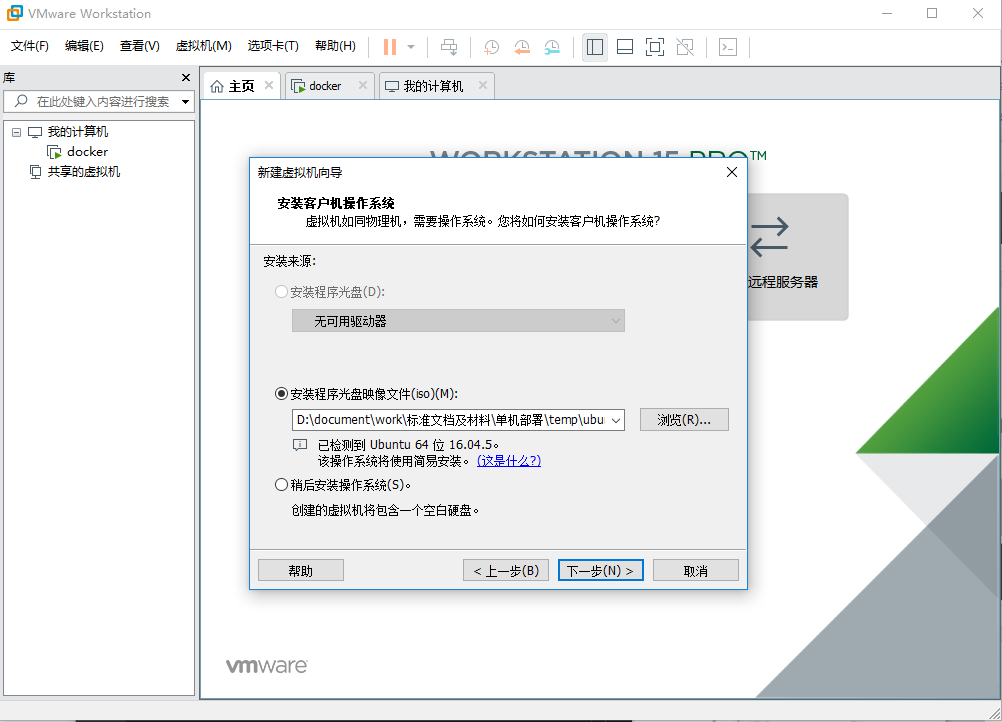 VMware Workstation
文件(F) 编辑(E) 查看(V) 虚拟机(M) 选项卡(T) 帮助(H)
库
在此处键入内容进行搜索
我的计算机
docker
共享的虚拟机
主页 docker 我的计算机
WORKSTATION 15 PRO™
新建虚拟机向导
安装客户机操作系统
虚拟机如同物理机，需要操作系统。您将如何安装客户机操作系统?
远程服务器
安装来源:
安装程序光盘(D):
无可用驱动器
安装程序光盘映像文件(iso)(M):
D:\document\work\标准文档及材料\单机部署\temp\ubu
浏览(R)...
已检测到 Ubuntu 64 位 16.04.5。
该操作系统将使用简易安装。 (这是什么?)
稍后安装操作系统(S)。
创建的虚拟机将包含一个空白硬盘。
帮助 < 上一步(B) 下一步(N) > 取消
vmware